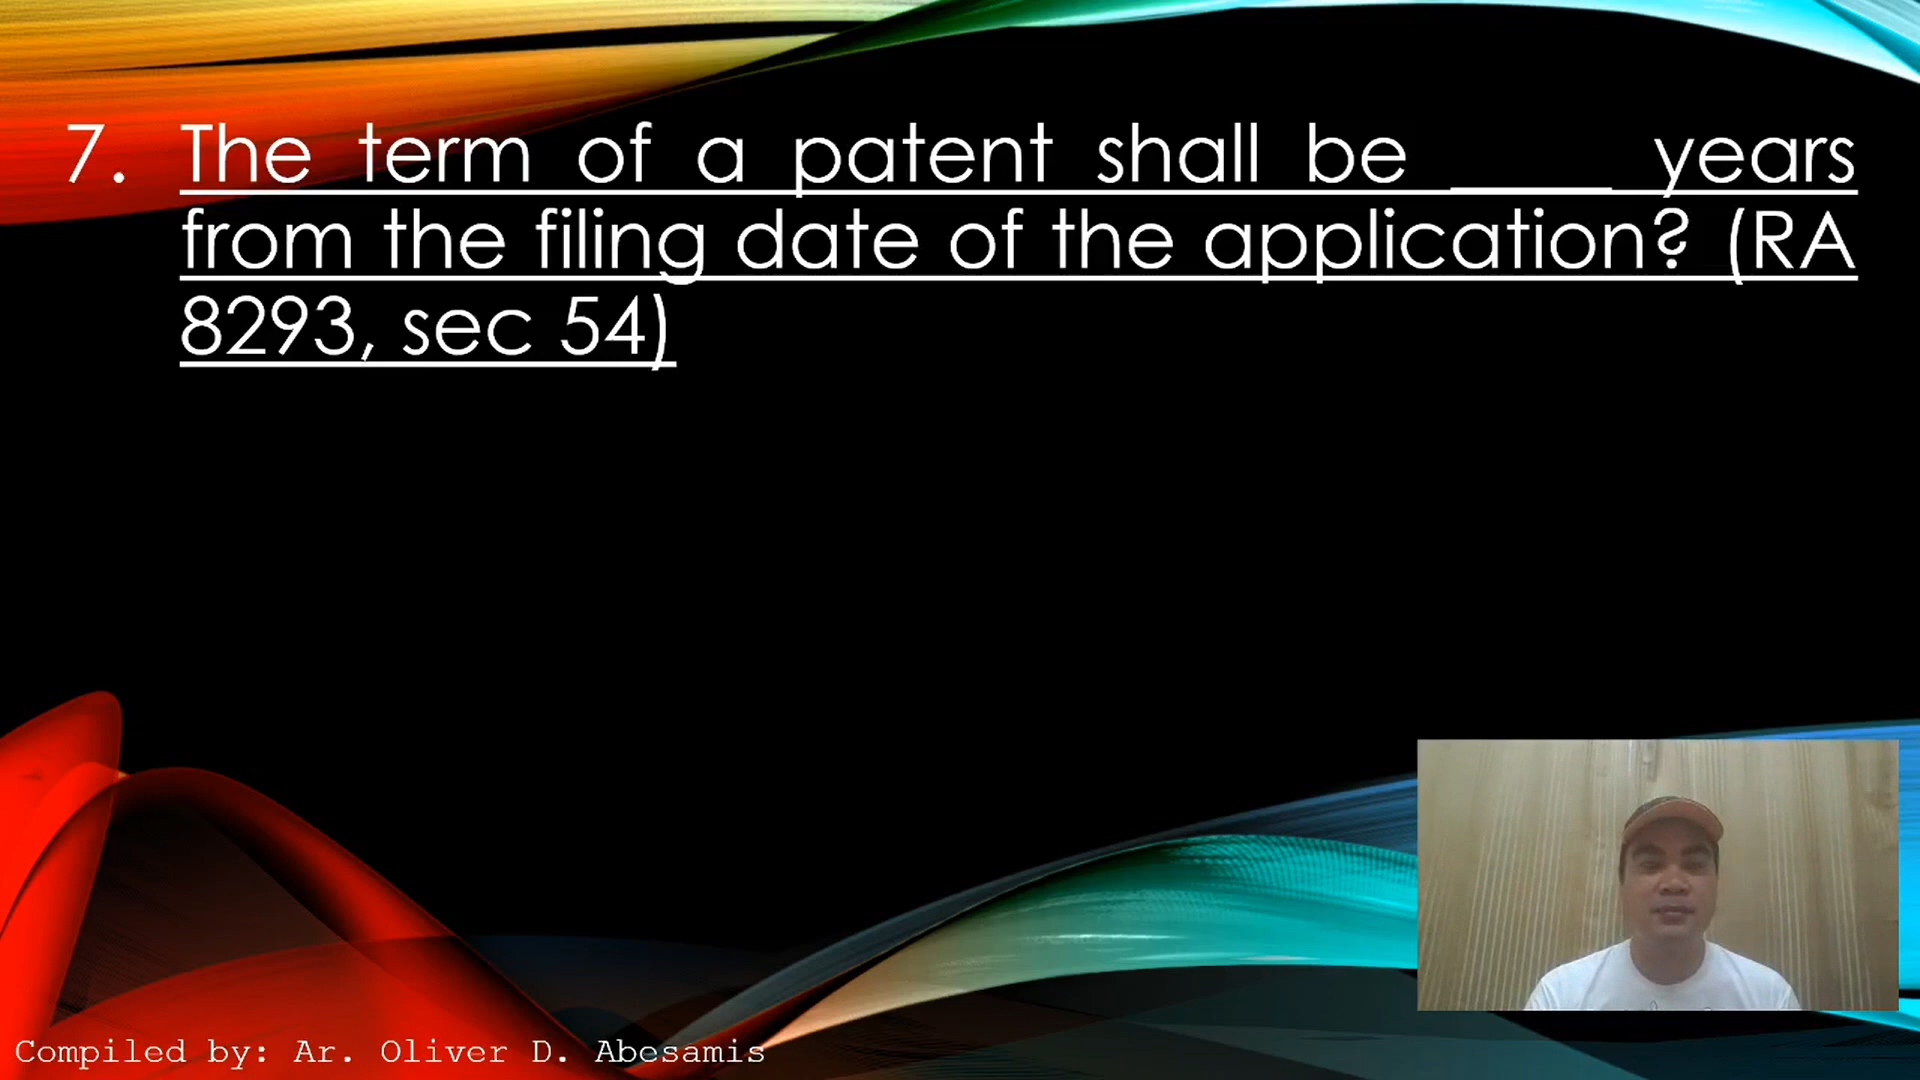 7. The term of a patent shall be ____ years
from the filing date of the application? (RA
8293, sec 54)
Compiled by: Ar. Oliver D. Abesamis